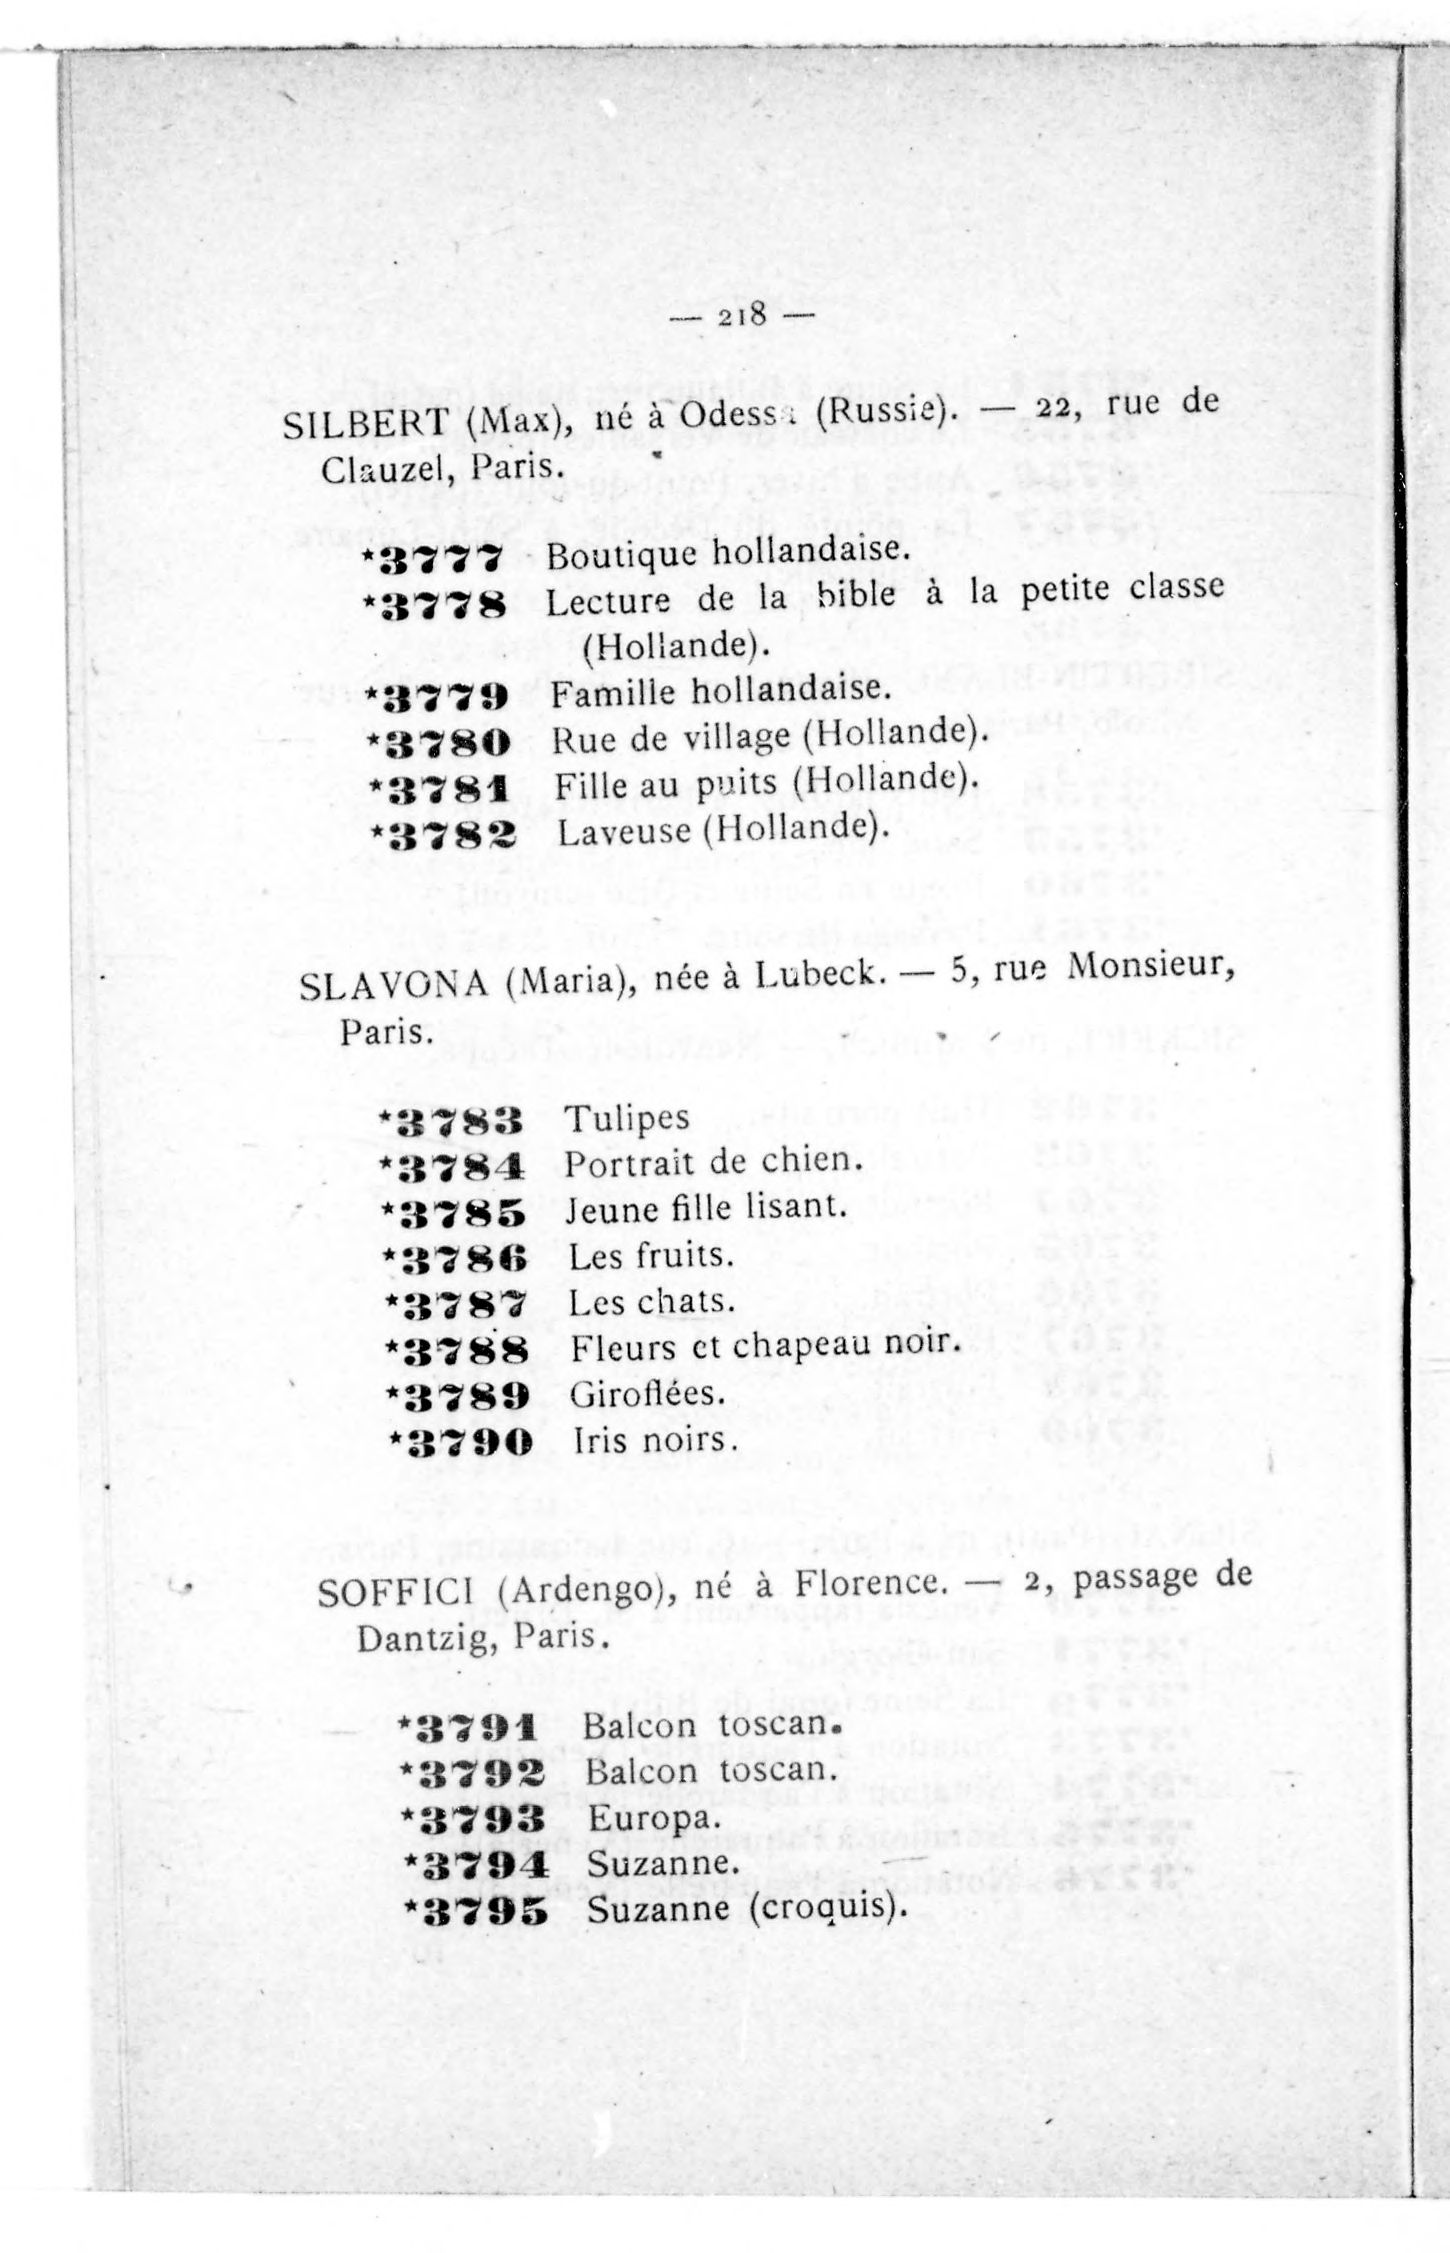 — 218 —
SILBERT (Max), né à Odessa (Russie). — 22, rue de
Clauzel, Paris.
*3777 Boutique hollandaise.
*3778 Lecture de la bible à la petite classe
(Hollande).
*3779 Famille hollandaise.
*3780 Rue de village (Hollande).
*3781 Fille au puits (Hollande).
*3782 Laveuse (Hollande).
SLAVONA (Maria), née à Lubeck. — 5, rue Monsieur,
Paris.
*3783 Tulipes
*3784 Portrait de chien.
*3785 Jeune fille lisant.
*3786 Les fruits.
*3787 Les chats.
*3788 Fleurs et chapeau noir.
*3789 Giroflées.
*3790 Iris noirs.
SOFFICI (Ardengo), né à Florence. — 2, passage de
Dantzig, Paris.
*3791 Balcon toscan.
*3792 Balcon toscan.
*3793 Europa.
*3794 Suzanne.
*3795 Suzanne (croquis).